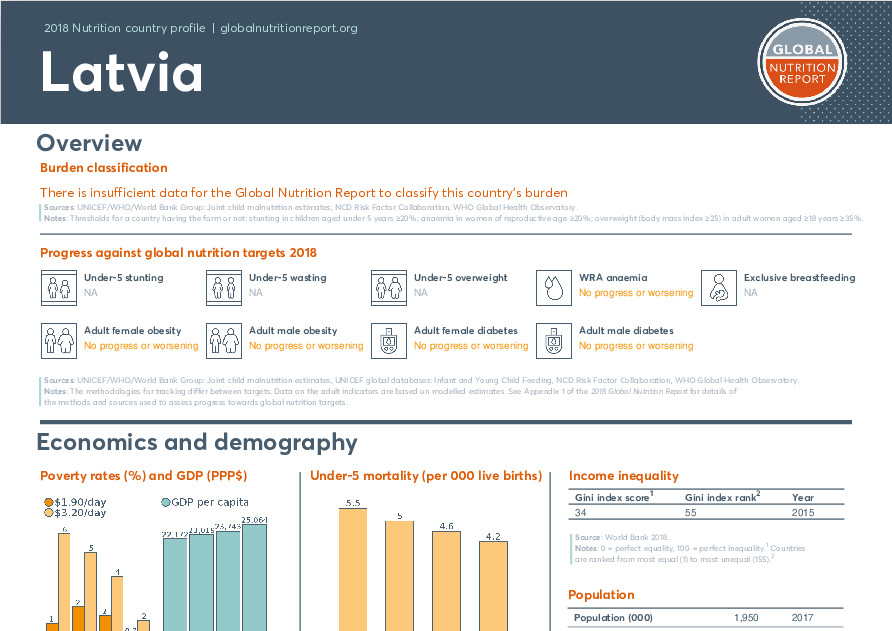 2018 Nutrition country profile | globalnutritionreport.org
Latvia
GLOBAL
NUTRITION
REPORT
Overview
Burden classification
There is insufficient data for the Global Nutrition Report to classify this country's burden
Sources: UNICEF/WHO/World Bank Group: Joint child malnutrition estimates, NCD Risk Factor Collaboration, WHO Global Health Observatory.
Notes: Thresholds for a country having the form or not: stunting in children aged under 5 years ≥20%; anaemia in women of reproductive age ≥20%; overweight (body mass index ≥25) in adult women aged ≥18 years ≥35%.
Progress against global nutrition targets 2018
Under-5 stunting
NA
Under-5 wasting
NA
Under-5 overweight
NA
WRA anaemia
No progress or worsening
Exclusive breastfeeding
NA
Adult female obesity
No progress or worsening
Adult male obesity
No progress or worsening
Adult female diabetes
No progress or worsening
Adult male diabetes
No progress or worsening
Sources: UNICEF/WHO/World Bank Group: Joint child malnutrition estimates, UNICEF global databases: Infant and Young Child Feeding, NCD Risk Factor Collaboration, WHO Global Health Observatory.
Notes: The methodologies for tracking differ between targets. Data on the adult indicators are based on modelled estimates. See Appendix 1 of the 2018 Global Nutrition Report for details of
the methods and sources used to assess progress towards global nutrition targets.
Economics and demography
Poverty rates (%) and GDP (PPP$)
$1.90/day
$3.20/day
GDP per capita
1 6 2 5 2 4 2
22,172 23,019 23,743 25,064
Under-5 mortality (per 000 live births)
5.5
5
4.6
4.2
Income inequality
Gini index score¹ Gini index rank² Year
34 55 2015
Source: World Bank 2018.
Notes: 0 = perfect equality, 100 = perfect inequality.¹ Countries
are ranked from most equal (1) to most unequal (155).²
Population
Population (000) 1,950 2017